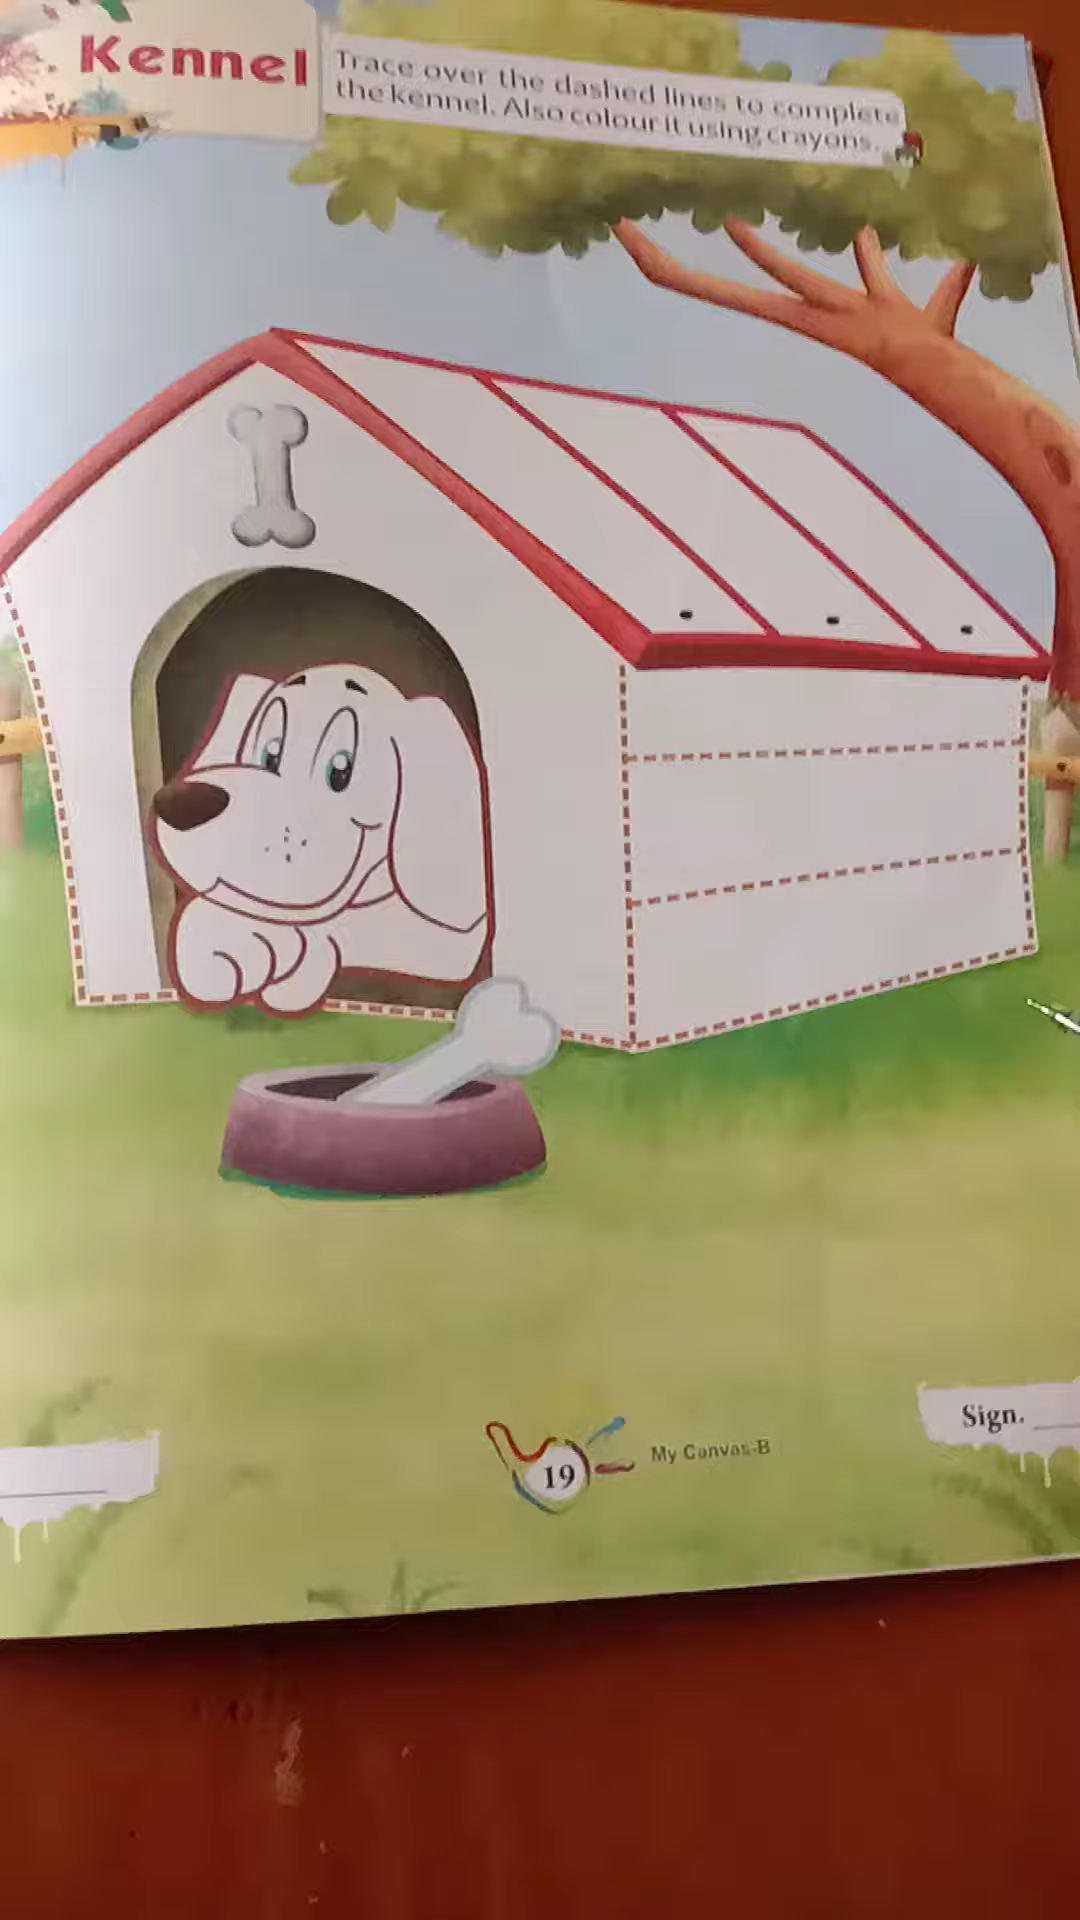 Kennel
Trace over the dashed lines to complete
the kennel. Also colour it using crayons.
Sign.
19
My Canvas-B